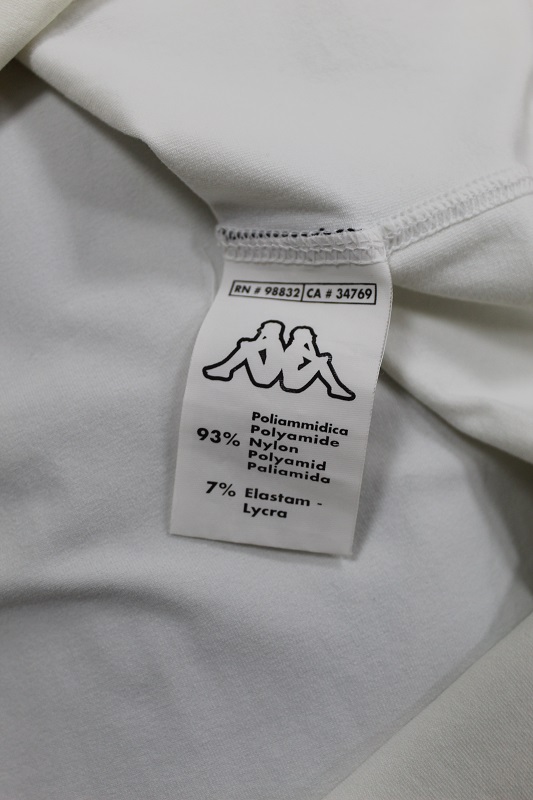 RN # 98832 CA # 34769
Poliammidica
Polyamide
93% Nylon
Polyamid
Paliamida
7% Elastam -
Lycra